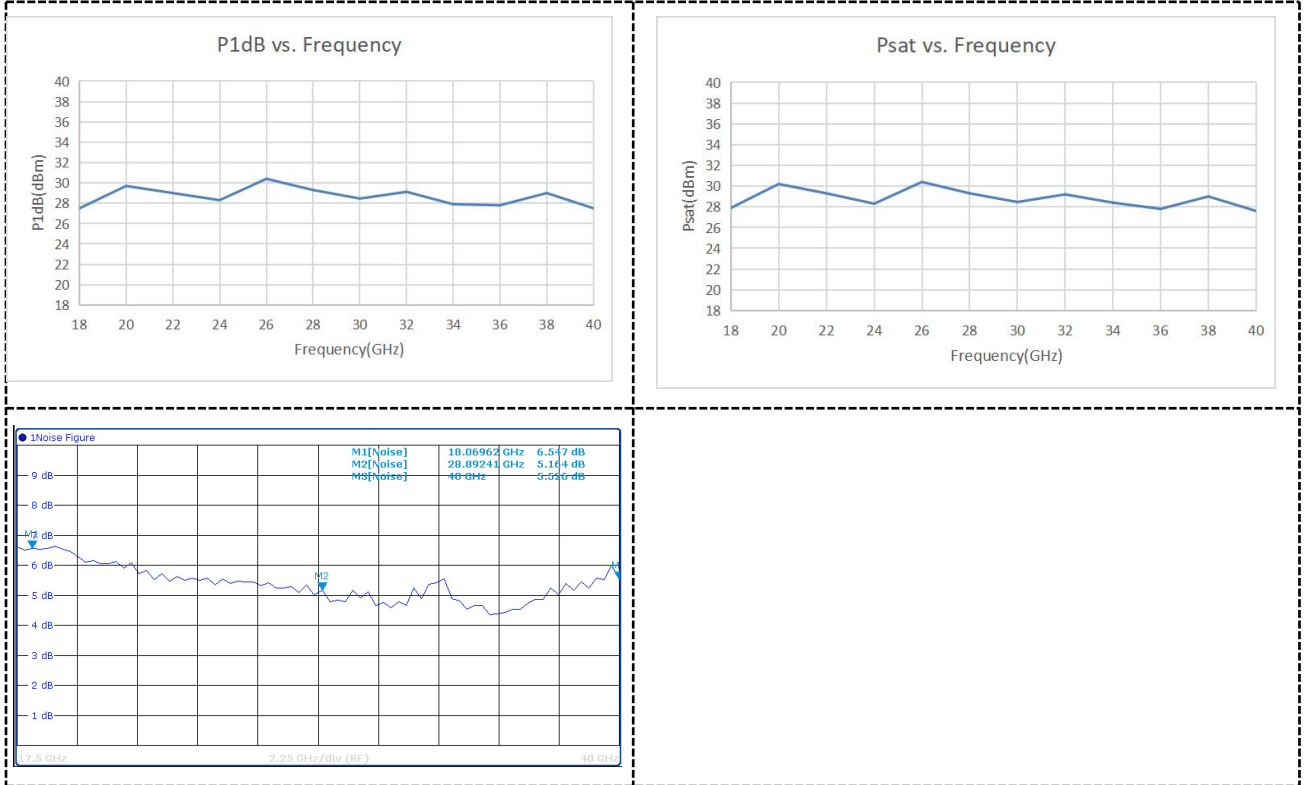 P1dB vs. Frequency
40
38
36
34
32
30
28
26
24
22
20
18
P1dB(dBm)
18 20 22 24 26 28 30 32 34 36 38 40
Frequency(GHz)
Psat vs. Frequency
40
38
36
34
32
30
28
26
24
22
20
18
Psat(dBm)
18 20 22 24 26 28 30 32 34 36 38 40
Frequency(GHz)
1Noise Figure
M1[Noise] 18.06962 GHz 6.547 dB
M2[Noise] 28.89241 GHz 5.164 dB
M3[Noise] 40 GHz 5.526 dB
9 dB
8 dB
7 dB
6 dB
5 dB
4 dB
3 dB
2 dB
1 dB
M1
M2
M
17.5 GHz 2.25 GHz/div (RF) 40 GHz